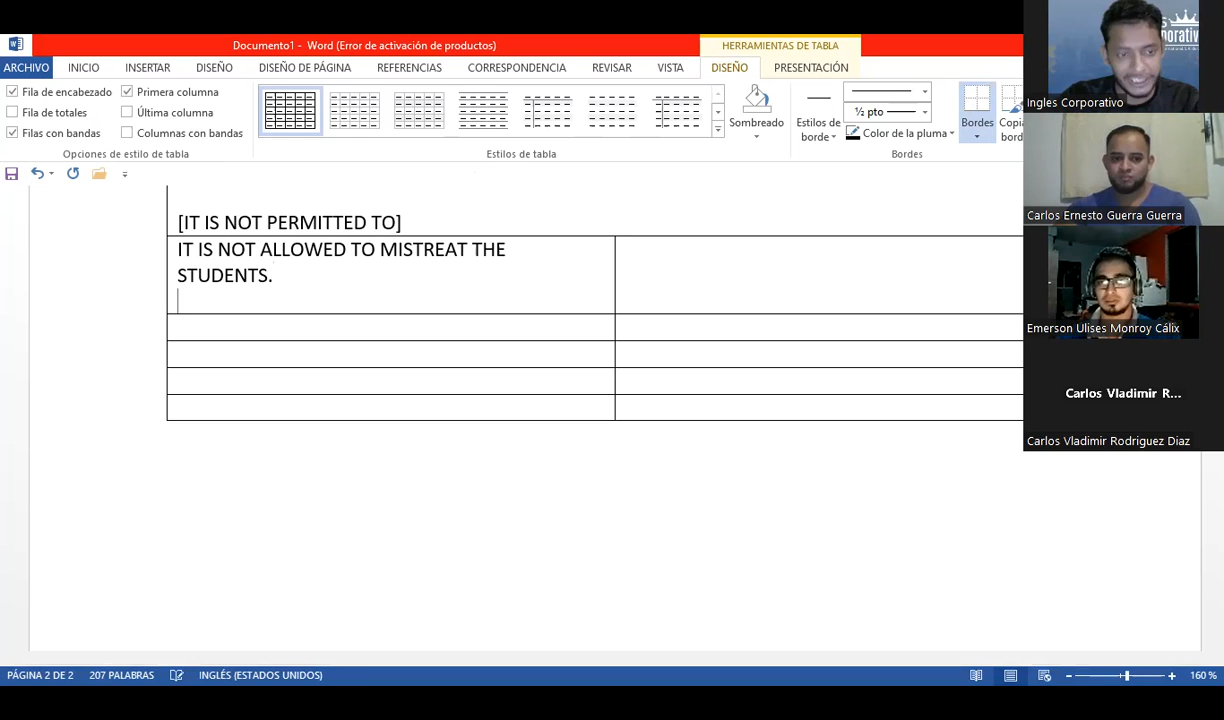 Documento1 - Word (Error de activación de productos)
HERRAMIENTAS DE TABLA
ARCHIVO INICIO INSERTAR DISEÑO DISEÑO DE PÁGINA REFERENCIAS CORRESPONDENCIA REVISAR VISTA DISEÑO PRESENTACIÓN
Fila de encabezado
Primera columna
Fila de totales
Última columna
Filas con bandas
Columnas con bandas
Opciones de estilo de tabla
Estilos de tabla
Sombreado
Estilos de
borde
½ pto
Color de la pluma
Bordes
Bordes
[IT IS NOT PERMITTED TO]
IT IS NOT ALLOWED TO MISTREAT THE
STUDENTS.
Ingles Corporativo
Carlos Ernesto Guerra Guerra
Emerson Ulises Monroy Cálix
Carlos Vladimir R...
Carlos Vladimir Rodriguez Diaz
PÁGINA 2 DE 2 207 PALABRAS INGLÉS (ESTADOS UNIDOS) 160 %